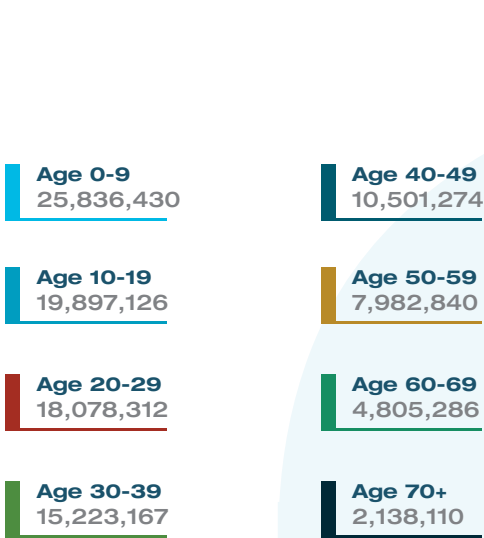 Age 0-9
25,836,430
Age 10-19
19,897,126
Age 20-29
18,078,312
Age 30-39
15,223,167
Age 40-49
10,501,274
Age 50-59
7,982,840
Age 60-69
4,805,286
Age 70+
2,138,110